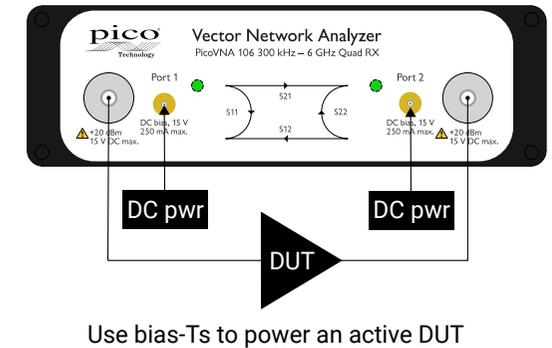 pico
Technology
Vector Network Analyzer
PicoVNA 106 300 kHz – 6 GHz Quad RX
Port 1
Port 2
S21
S11
S22
S12
DC bias, 15 V
250 mA max.
DC bias, 15 V
250 mA max.
+20 dBm
15 V DC max.
+20 dBm
15 V DC max.
DC pwr
DC pwr
DUT
Use bias-Ts to power an active DUT